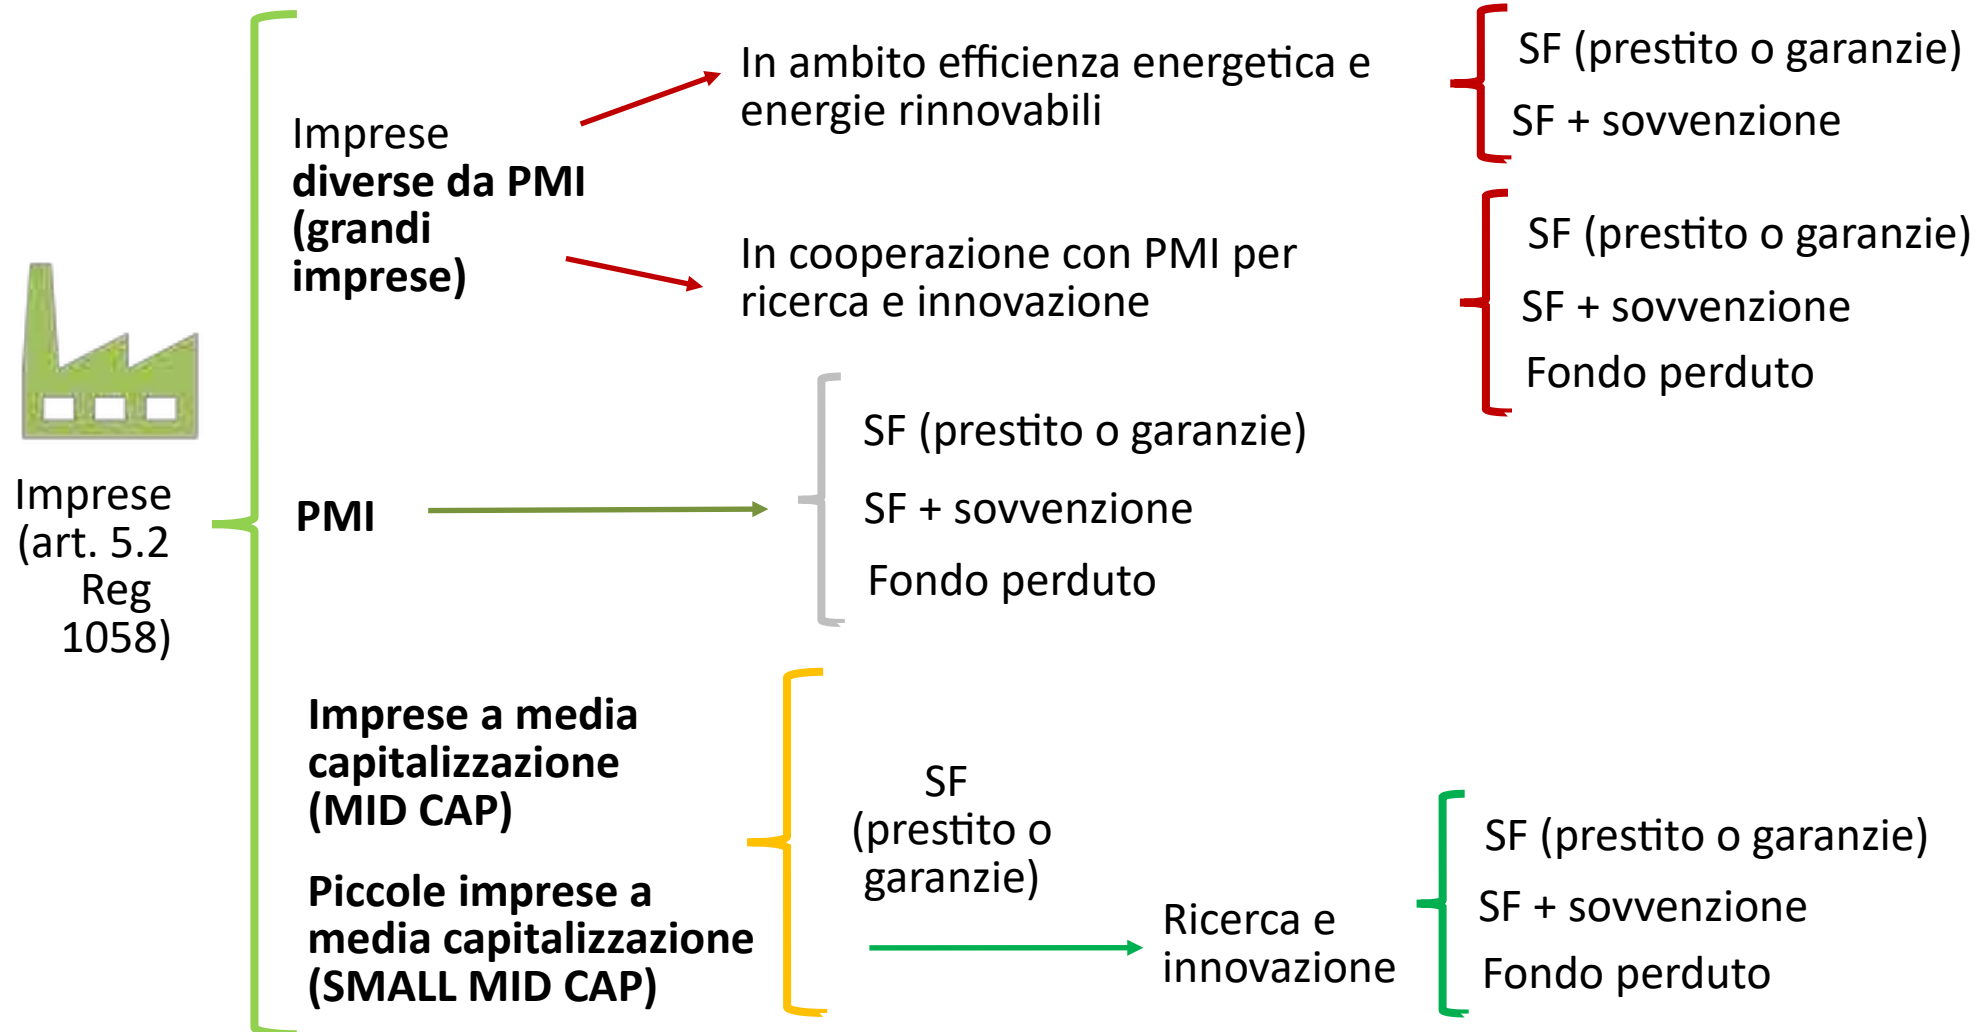 Imprese
(art. 5.2
Reg
1058)
Imprese
diverse da PMI
(grandi
imprese)
In ambito efficienza energetica e
energie rinnovabili
SF (prestito o garanzie)
SF + sovvenzione
In cooperazione con PMI per
ricerca e innovazione
SF (prestito o garanzie)
SF + sovvenzione
Fondo perduto
PMI
SF (prestito o garanzie)
SF + sovvenzione
Fondo perduto
Imprese a media
capitalizzazione
(MID CAP)
Piccole imprese a
media capitalizzazione
(SMALL MID CAP)
SF
(prestito o
garanzie)
Ricerca e
innovazione
SF (prestito o garanzie)
SF + sovvenzione
Fondo perduto